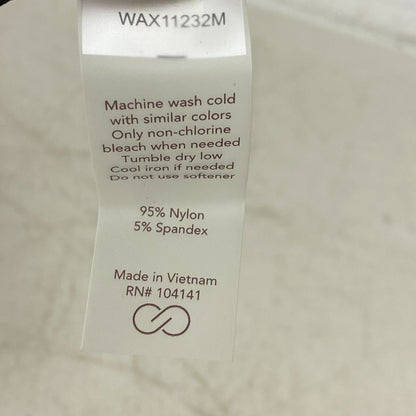 WAX11232M
Machine wash cold
with similar colors
Only non-chlorine
bleach when needed
Tumble dry low
Cool iron if needed
Do not use softener
95% Nylon
5% Spandex
Made in Vietnam
RN# 104141